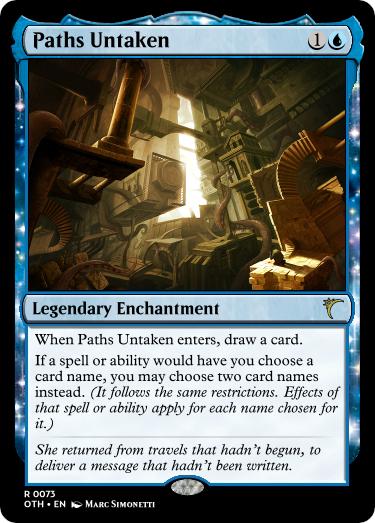 Paths Untaken 1
Legendary Enchantment
When Paths Untaken enters, draw a card.
If a spell or ability would have you choose a
card name, you may choose two card names
instead. (It follows the same restrictions. Effects of
that spell or ability apply for each name chosen for
it.)
She returned from travels that hadn't begun, to
deliver a message that hadn't been written.
R 0073
OTH • EN Marc Simonetti